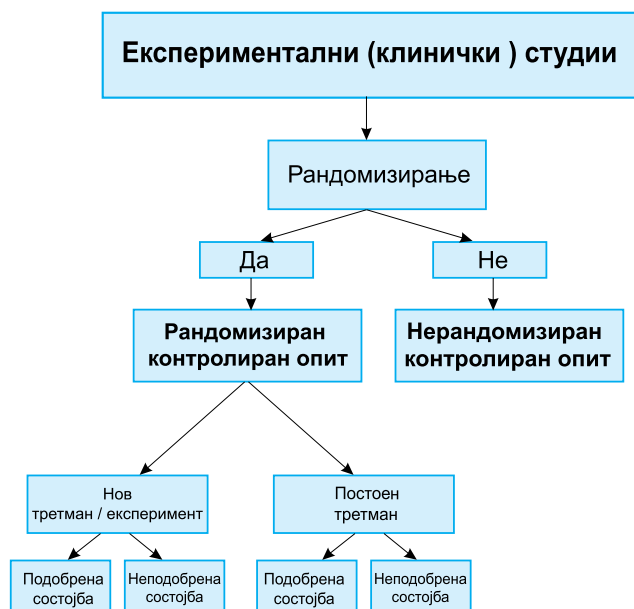 Експериментални (клинички ) студии
Рандомизирање
Да
Не
Рандомизиран
контролиран опит
Нерандомизиран
контролиран опит
Нов
третман / експеримент
Постоен
третман
Подобрена
состојба
Неподобрена
состојба
Подобрена
состојба
Неподобрена
состојба